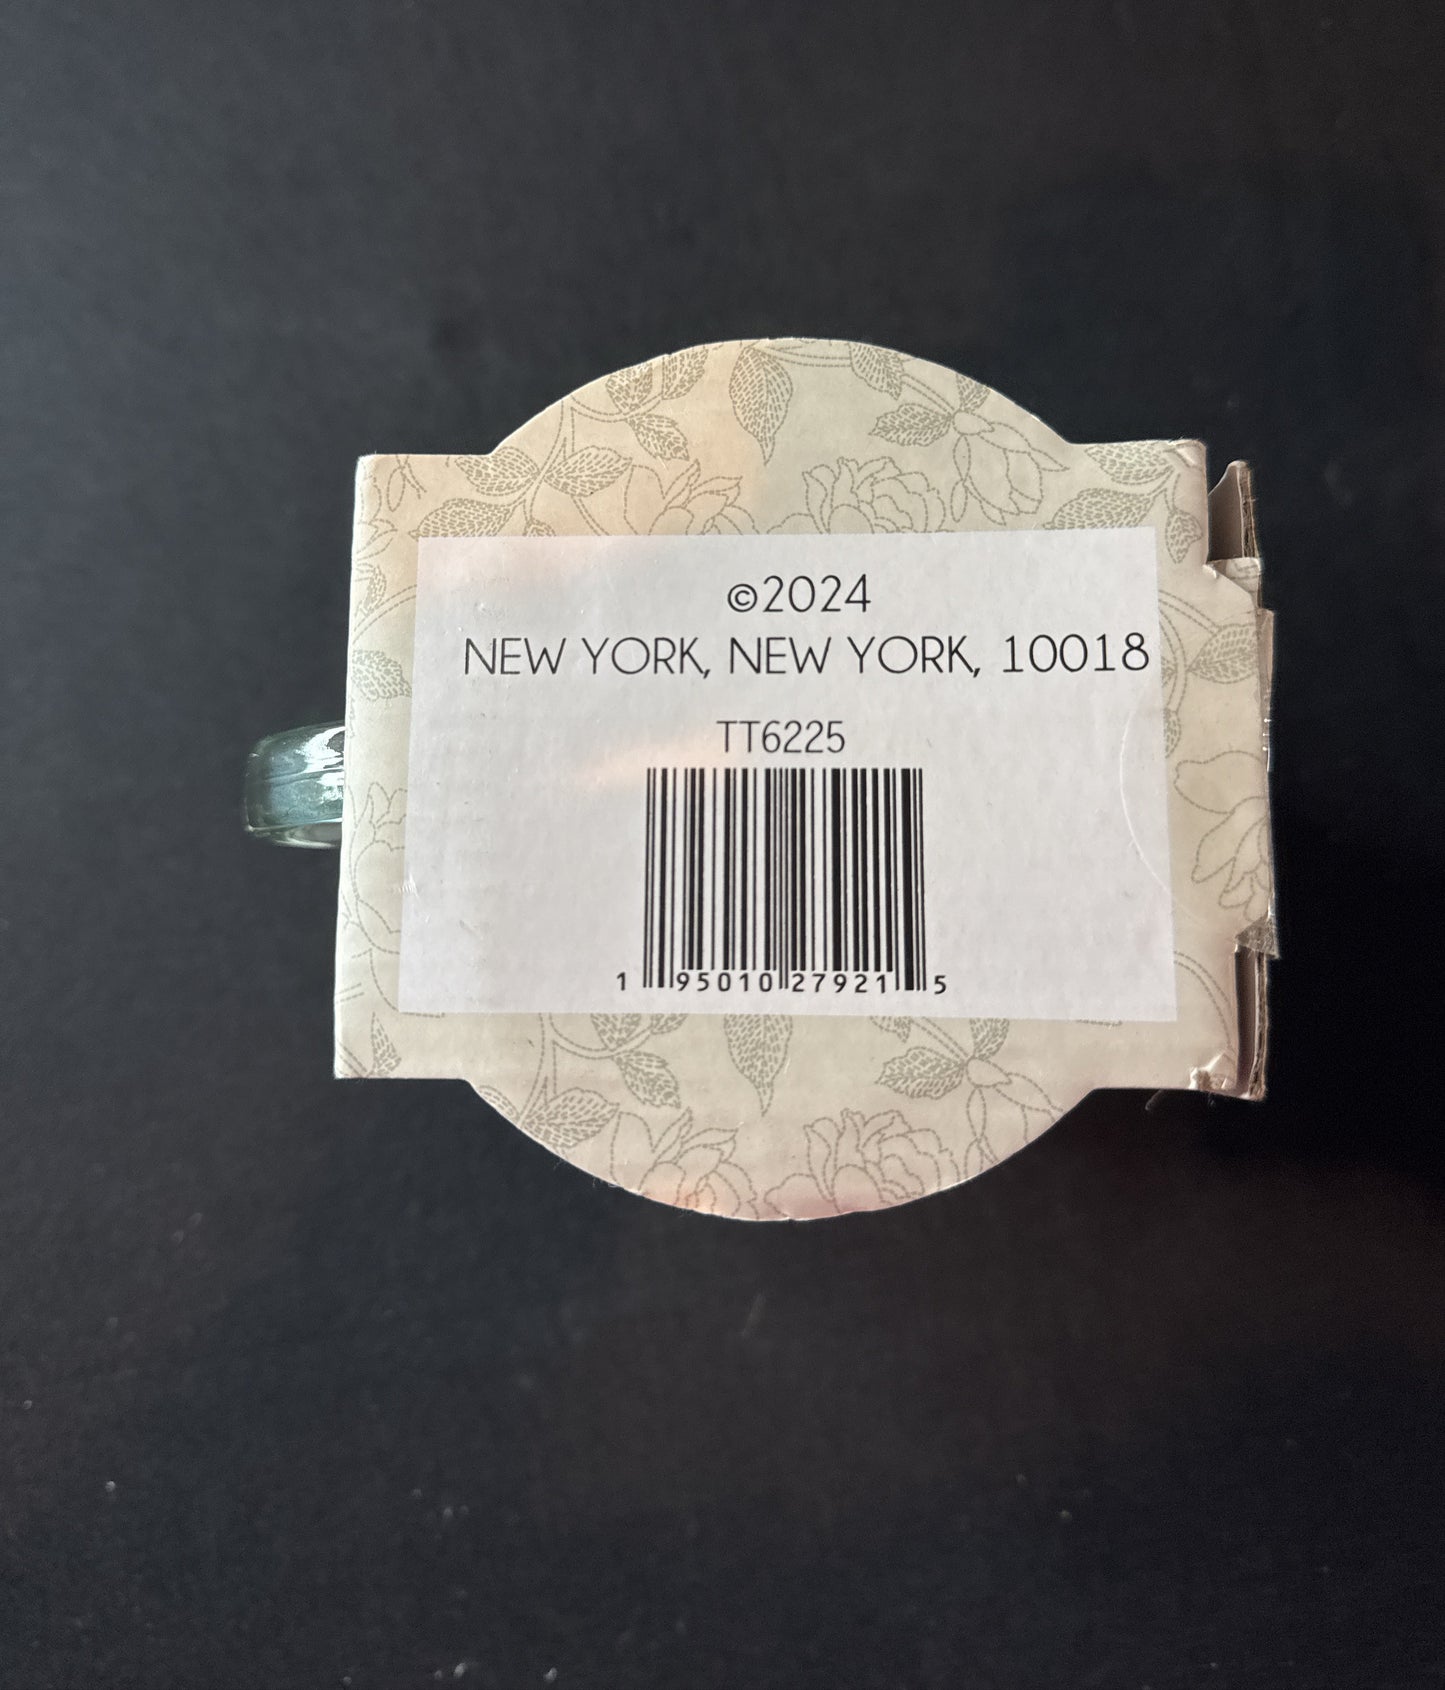 ©2024
NEW YORK, NEW YORK, 10018
TT6225
1 95010 27921 5